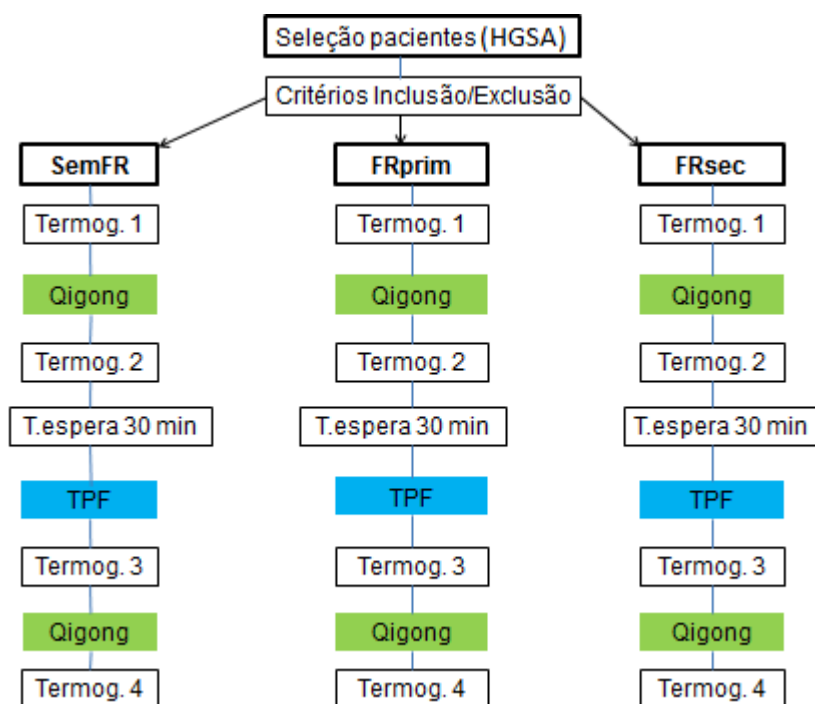 Seleção pacientes (HGSA)
Critérios Inclusão/Exclusão
SemFR
FRprim
FRsec
Termog. 1
Termog. 1
Termog. 1
Qigong
Qigong
Qigong
Termog. 2
Termog. 2
Termog. 2
T.espera 30 min
T.espera 30 min
T.espera 30 min
TPF
TPF
TPF
Termog. 3
Termog. 3
Termog. 3
Qigong
Qigong
Qigong
Termog. 4
Termog. 4
Termog. 4